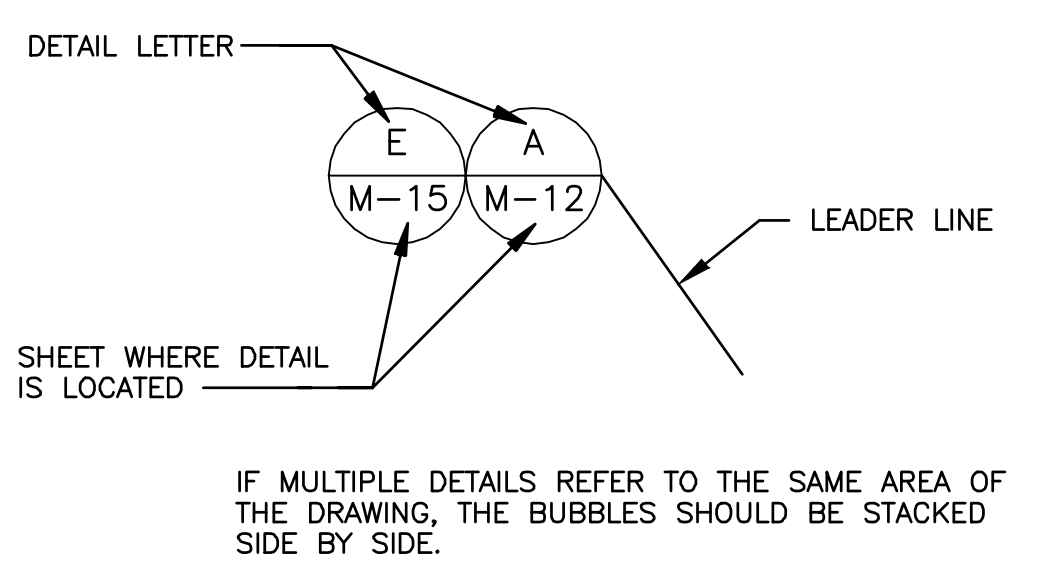 DETAIL LETTER
E A
M-15 M-12
LEADER LINE
SHEET WHERE DETAIL
IS LOCATED
IF MULTIPLE DETAILS REFER TO THE SAME AREA OF
THE DRAWING, THE BUBBLES SHOULD BE STACKED
SIDE BY SIDE.